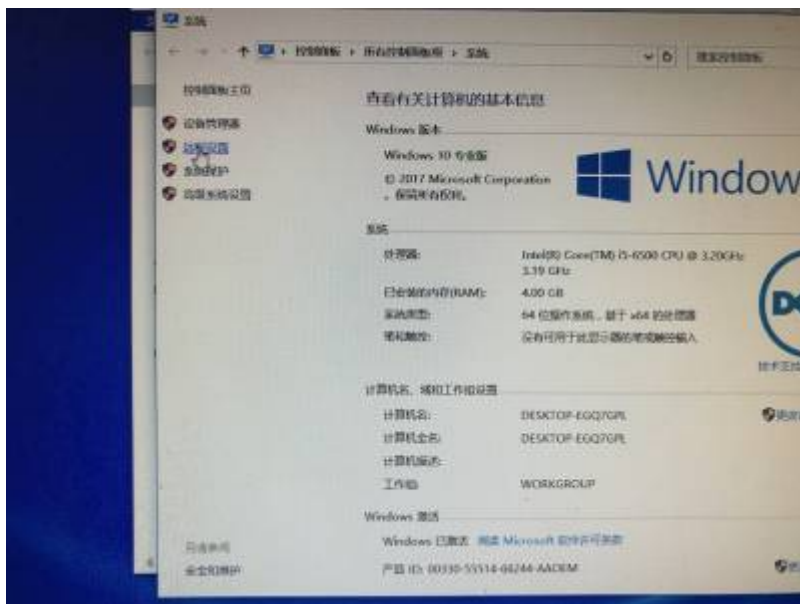 系统
控制面板 › 所有控制面板项 › 系统
搜索控制面板
控制面板主页
设备管理器
远程设置
系统保护
高级系统设置
查看有关计算机的基本信息
Windows 版本
Windows 10 专业版
© 2017 Microsoft Corporation
。保留所有权利。
Window
系统
处理器:
Intel(R) Core(TM) i5-6500 CPU @ 3.20GHz
3.19 GHz
已安装的内存(RAM):
4.00 GB
系统类型:
64 位操作系统，基于 x64 的处理器
笔和触控:
没有可用于此显示器的笔或触控输入
计算机名、域和工作组设置
计算机名:
DESKTOP-EGQ7GPL
计算机全名:
DESKTOP-EGQ7GPL
计算机描述:
工作组:
WORKGROUP
Windows 激活
Windows 已激活 阅读 Microsoft 软件许可条款
另请参阅
安全和维护